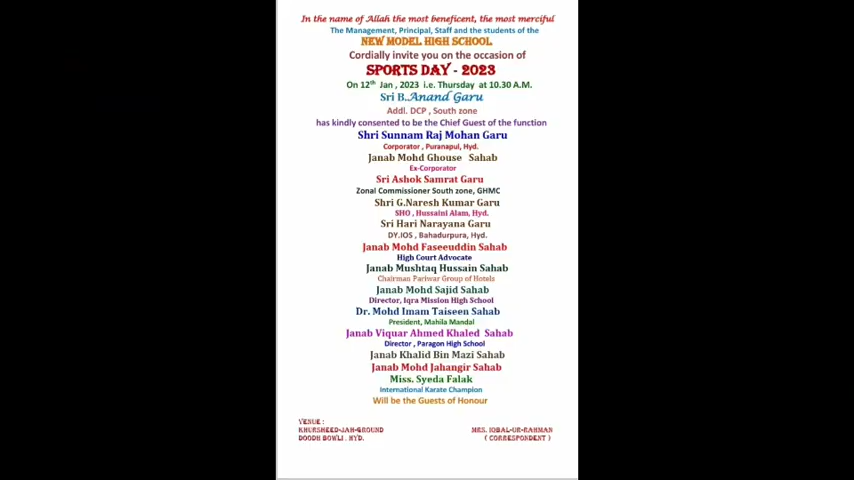 In the name of Allah the most beneficent, the most merciful
The Management, Principal, Staff and the students of the
NEW MODEL HIGH SCHOOL
Cordially invite you on the occasion of
SPORTS DAY - 2023
On 12th Jan , 2023 i.e. Thursday at 10.30 A.M.
Sri B..Anand Garu
Addl. DCP , South zone
has kindly consented to be the Chief Guest of the function
Shri Sunnam Raj Mohan Garu
Corporator , Puranapul, Hyd.
Janab Mohd Ghouse Sahab
Ex-Corporator
Sri Ashok Samrat Garu
Zonal Commissioner South zone, GHMC
Shri G.Naresh Kumar Garu
SHO , Hussaini Alam, Hyd.
Sri Hari Narayana Garu
DY.IOS , Bahadurpura, Hyd.
Janab Mohd Faseeuddin Sahab
High Court Advocate
Janab Mushtaq Hussain Sahab
Chairman Pariwar Group of Hotels
Janab Mohd Sajid Sahab
Director, Iqra Mission High School
Dr. Mohd Imam Taiseen Sahab
President, Mahila Mandal
Janab Viquar Ahmed Khaled Sahab
Director , Paragon High School
Janab Khalid Bin Mazi Sahab
Janab Mohd Jahangir Sahab
Miss. Syeda Falak
International Karate Champion
Will be the Guests of Honour
VENUE :
KHURSHEED-JAH-GROUND
DOODH BOWLI , HYD.
MRS. IQBAL-UR-RAHMAN
( CORRESPONDENT )